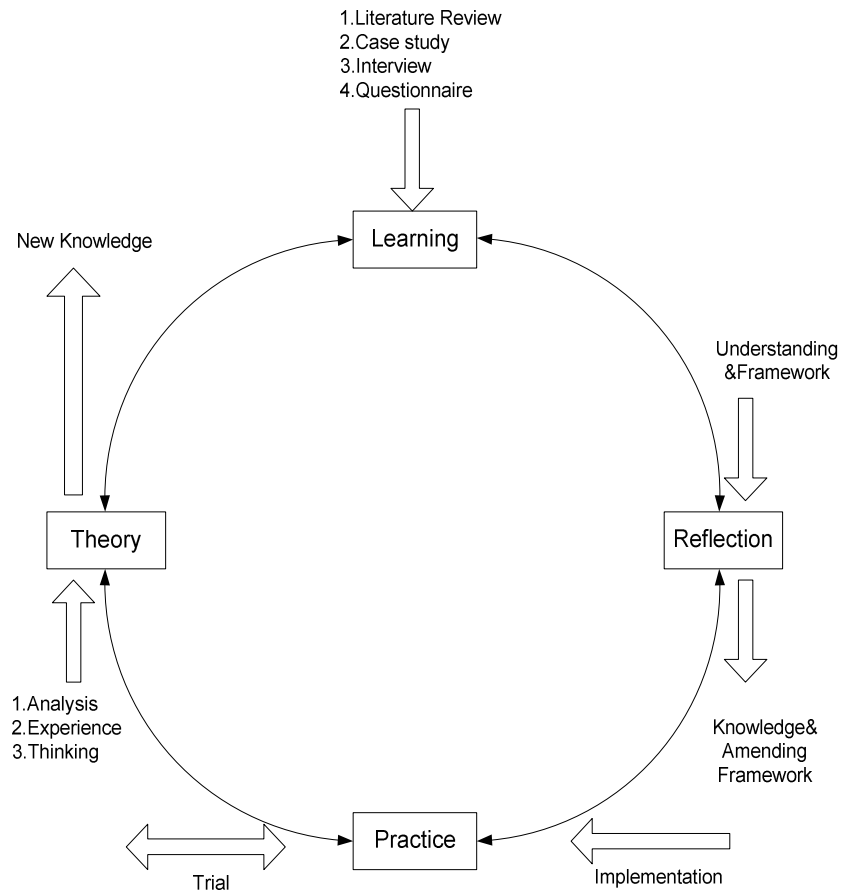 1.Literature Review
2.Case study
3.Interview
4.Questionnaire
Learning
New Knowledge
Understanding
&Framework
Theory
Reflection
1.Analysis
2.Experience
3.Thinking
Knowledge&
Amending
Framework
Practice
Trial
Implementation